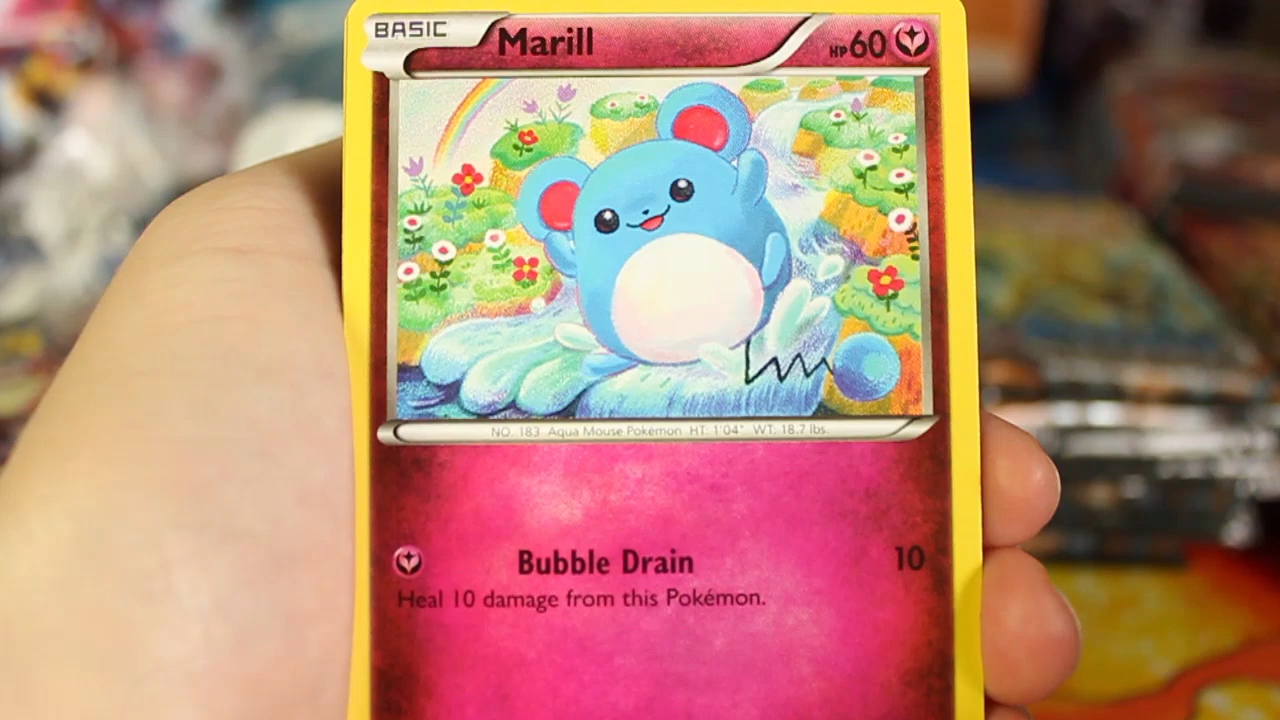 BASIC Marill HP60
NO. 183 Aqua Mouse Pokémon HT: 1'04" WT: 18.7 lbs.
Bubble Drain 10
Heal 10 damage from this Pokémon.